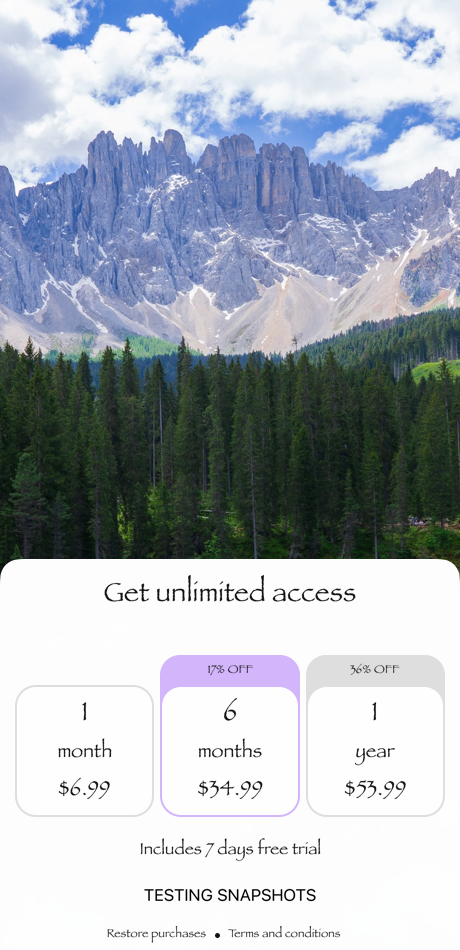 Get unlimited access
17% OFF
36% OFF
1
month
$6.99
6
months
$34.99
1
year
$53.99
Includes 7 days free trial
TESTING SNAPSHOTS
Restore purchases • Terms and conditions